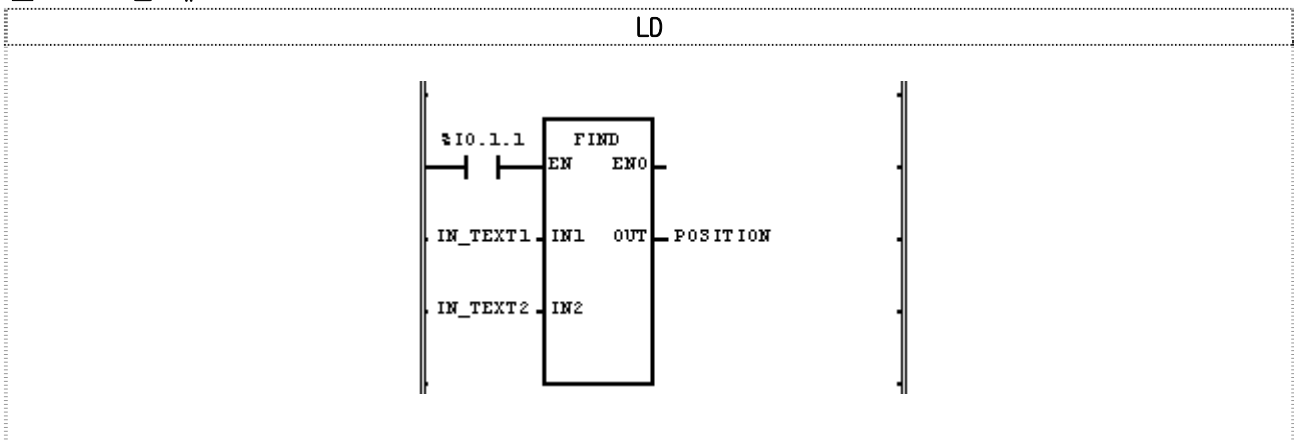 LD
%I0.1.1 FIND
EN ENO
IN_TEXT1 IN1 OUT POSITION
IN_TEXT2 IN2